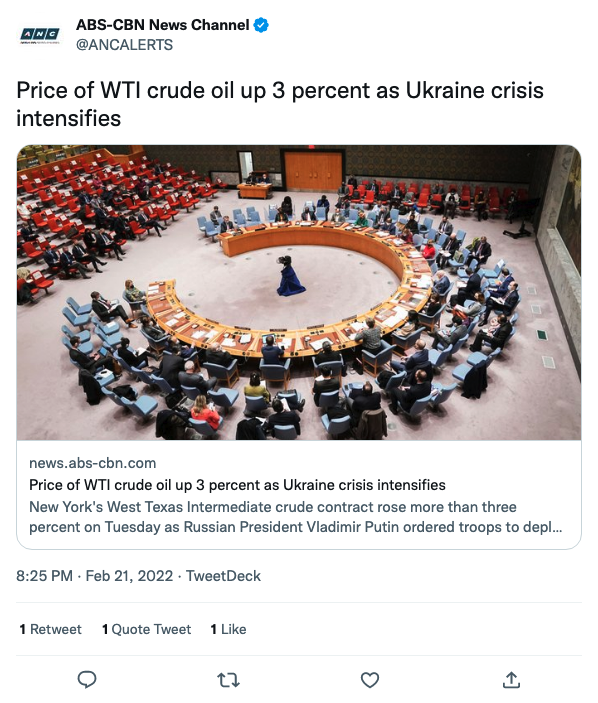 ANC
ABS-CBN News Channel
@ANCALERTS
Price of WTI crude oil up 3 percent as Ukraine crisis
intensifies
news.abs-cbn.com
Price of WTI crude oil up 3 percent as Ukraine crisis intensifies
New York's West Texas Intermediate crude contract rose more than three
percent on Tuesday as Russian President Vladimir Putin ordered troops to depl...
8:25 PM · Feb 21, 2022 · TweetDeck
1 Retweet 1 Quote Tweet 1 Like